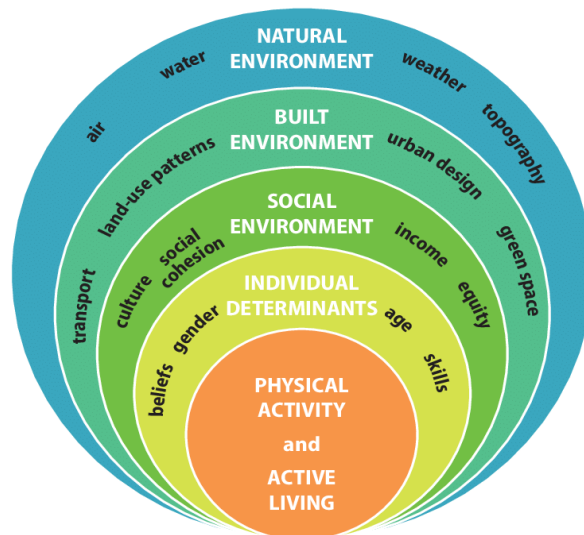 NATURAL
ENVIRONMENT
air
water
weather
topography
BUILT
ENVIRONMENT
transport
land-use patterns
urban design
green space
SOCIAL
ENVIRONMENT
culture
social
cohesion
income
equity
INDIVIDUAL
DETERMINANTS
beliefs
gender
age
skills
PHYSICAL
ACTIVITY
and
ACTIVE
LIVING